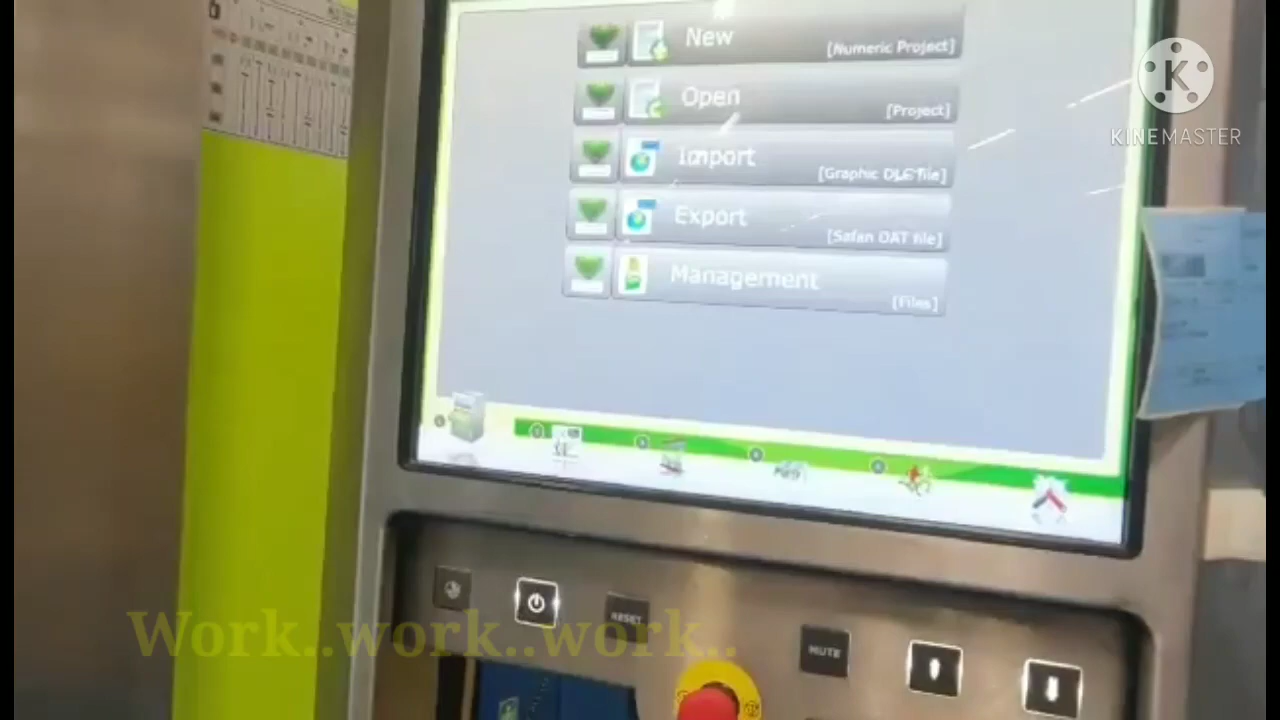 New
[Numeric Project]
Open
[Project]
Import
[Graphic DLF file]
Export
[Safan DAT file]
Management
[Files]
K
KINEMASTER
RESET
MUTE
Work..work..work..